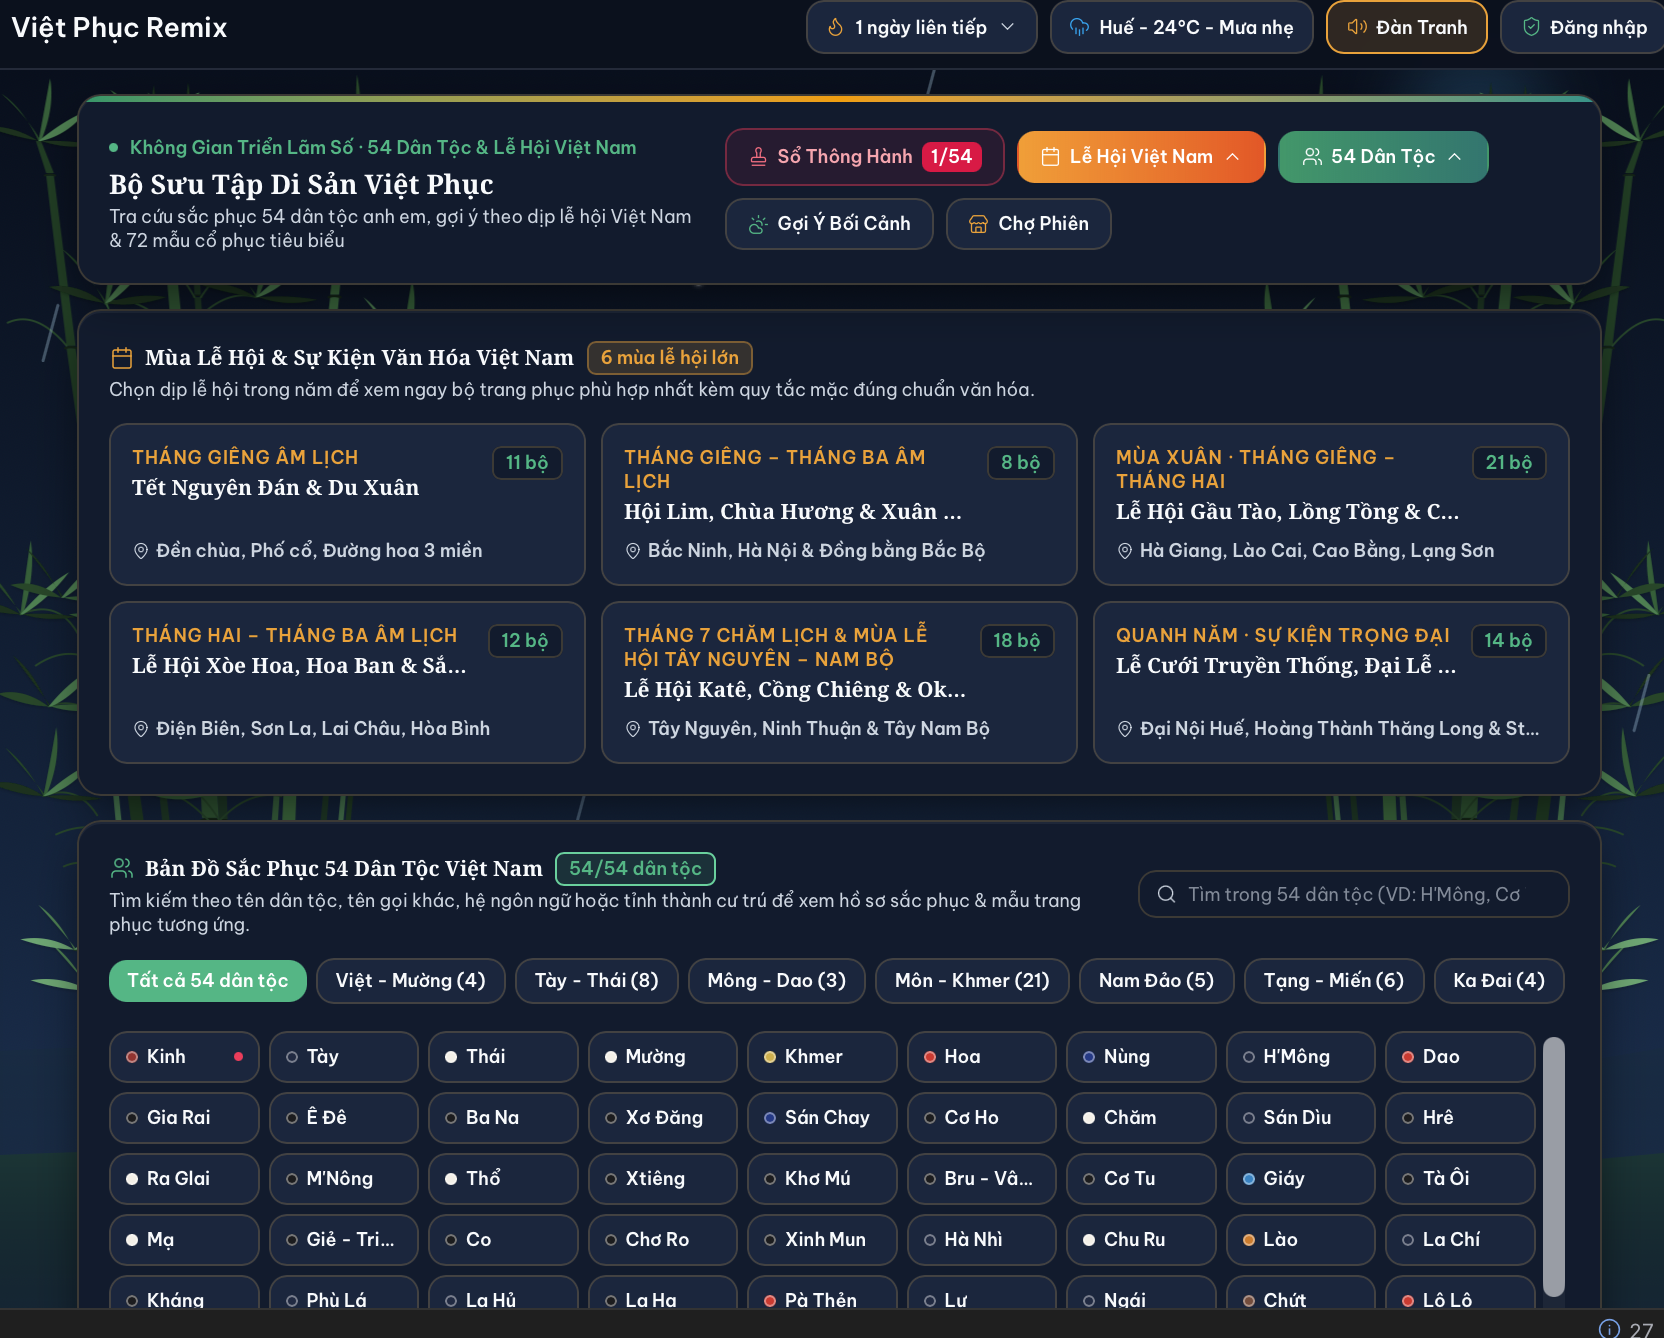 Việt Phục Remix
1 ngày liên tiếp
Huế - 24°C - Mưa nhẹ
Đàn Tranh
Đăng nhập
Không Gian Triển Lãm Số · 54 Dân Tộc & Lễ Hội Việt Nam
Bộ Sưu Tập Di Sản Việt Phục
Tra cứu sắc phục 54 dân tộc anh em, gợi ý theo dịp lễ hội Việt Nam
& 72 mẫu cổ phục tiêu biểu
Sổ Thông Hành 1/54
Lễ Hội Việt Nam
54 Dân Tộc
Gợi Ý Bối Cảnh
Chợ Phiên
Mùa Lễ Hội & Sự Kiện Văn Hóa Việt Nam
6 mùa lễ hội lớn
Chọn dịp lễ hội trong năm để xem ngay bộ trang phục phù hợp nhất kèm quy tắc mặc đúng chuẩn văn hóa.
THÁNG GIÊNG ÂM LỊCH
11 bộ
Tết Nguyên Đán & Du Xuân
Đền chùa, Phố cổ, Đường hoa 3 miền
THÁNG GIÊNG – THÁNG BA ÂM
LỊCH
8 bộ
Hội Lim, Chùa Hương & Xuân ...
Bắc Ninh, Hà Nội & Đồng bằng Bắc Bộ
MÙA XUÂN · THÁNG GIÊNG –
THÁNG HAI
21 bộ
Lễ Hội Gầu Tào, Lồng Tồng & C...
Hà Giang, Lào Cai, Cao Bằng, Lạng Sơn
THÁNG HAI – THÁNG BA ÂM LỊCH
12 bộ
Lễ Hội Xòe Hoa, Hoa Ban & Sắ...
Điện Biên, Sơn La, Lai Châu, Hòa Bình
THÁNG 7 CHĂM LỊCH & MÙA LỄ
HỘI TÂY NGUYÊN – NAM BỘ
18 bộ
Lễ Hội Katê, Cồng Chiêng & Ok...
Tây Nguyên, Ninh Thuận & Tây Nam Bộ
QUANH NĂM · SỰ KIỆN TRỌNG ĐẠI
14 bộ
Lễ Cưới Truyền Thống, Đại Lễ ...
Đại Nội Huế, Hoàng Thành Thăng Long & St...
Bản Đồ Sắc Phục 54 Dân Tộc Việt Nam
54/54 dân tộc
Tìm kiếm theo tên dân tộc, tên gọi khác, hệ ngôn ngữ hoặc tỉnh thành cư trú để xem hồ sơ sắc phục & mẫu trang
phục tương ứng.
Tìm trong 54 dân tộc (VD: H'Mông, Cơ
Tất cả 54 dân tộc
Việt - Mường (4)
Tày - Thái (8)
Mông - Dao (3)
Môn - Khmer (21)
Nam Đảo (5)
Tạng - Miến (6)
Ka Đai (4)
Kinh
Tày
Thái
Mường
Khmer
Hoa
Nùng
H'Mông
Dao
Gia Rai
Ê Đê
Ba Na
Xơ Đăng
Sán Chay
Cơ Ho
Chăm
Sán Dìu
Hrê
Ra Glai
M'Nông
Thổ
Xtiêng
Khơ Mú
Bru - Vâ...
Cơ Tu
Giáy
Tà Ôi
Mạ
Giẻ - Tri...
Co
Chơ Ro
Xinh Mun
Hà Nhì
Chu Ru
Lào
La Chí
Kháng
Phù Lá
La Hủ
La Ha
Pà Thẻn
Lự
Ngái
Chứt
Lô Lô
27